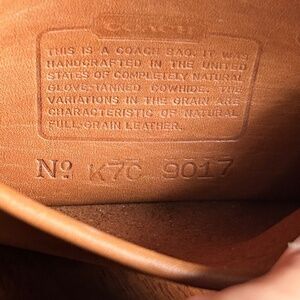 COACH
THIS IS A COACH BAG. IT WAS
HANDCRAFTED IN THE UNITED
STATES OF COMPLETELY NATURAL
GLOVE-TANNED COWHIDE. THE
VARIATIONS IN THE GRAIN ARE
CHARACTERISTIC OF NATURAL
FULL-GRAIN LEATHER.
Nº K7C 9017